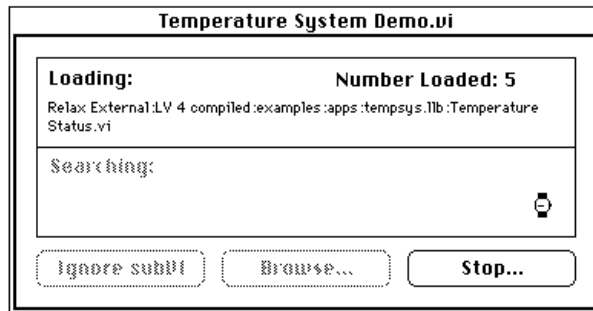 Temperature System Demo.vi
Loading:
Number Loaded: 5
Relax External:LV 4 compiled:examples:apps:tempsys.llb:Temperature
Status.vi
Searching:
Ignore subVI
Browse...
Stop...